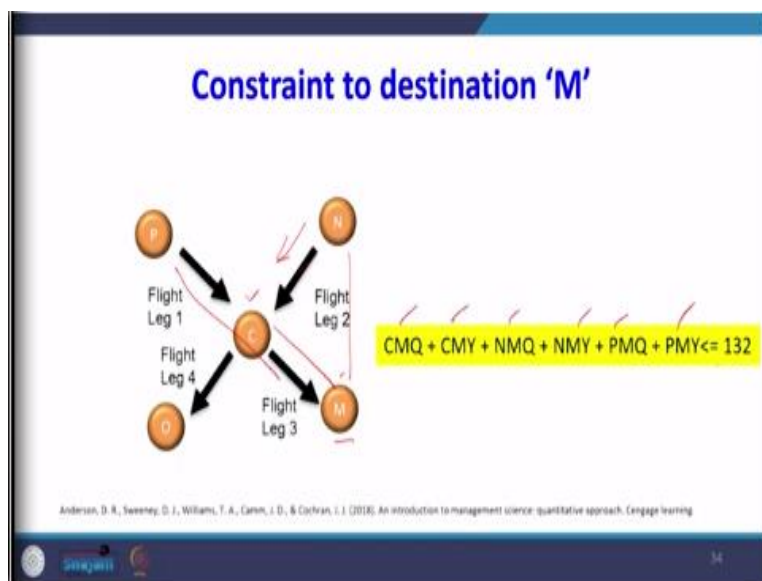 Constraint to destination ‘M’
P
N
Flight
Leg 1
Flight
Leg 2
C
CMQ + CMY + NMQ + NMY + PMQ + PMY<= 132
Flight
Leg 4
Flight
Leg 3
O
M
Anderson, D. R., Sweeney, D. J., Williams, T. A., Camm, J. D., & Cochran, J. J. (2018). An introduction to management science: quantitative approach. Cengage learning
swayam
34